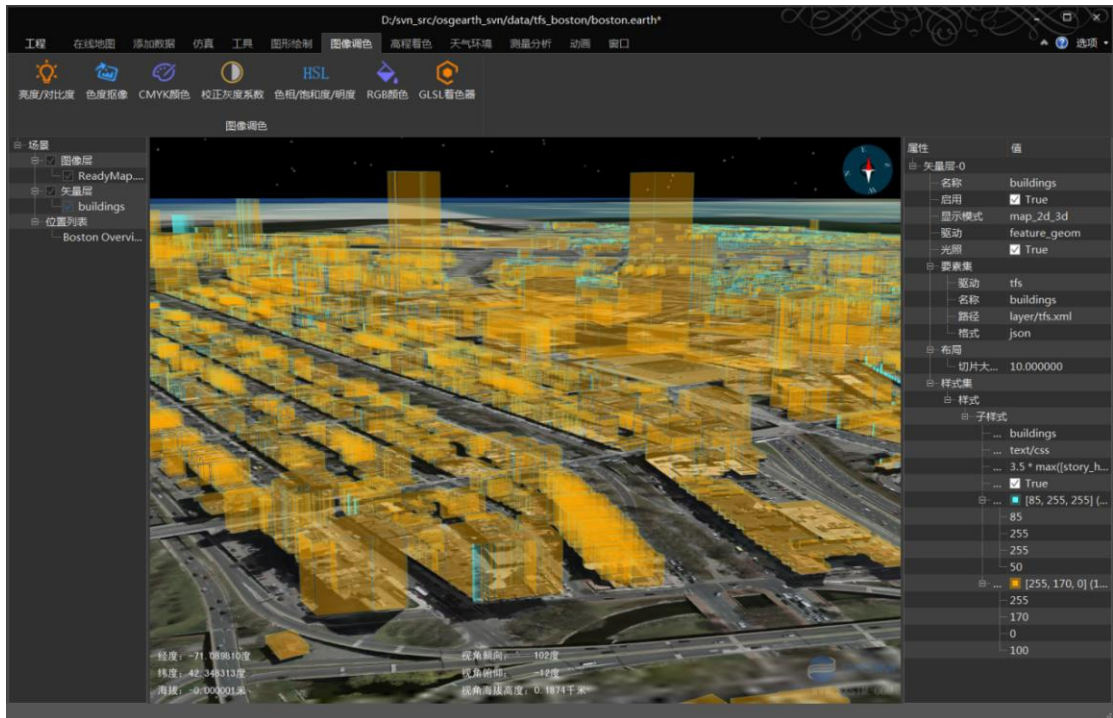 D:/svn_src/osgearth_svn/data/tfs_boston/boston.earth*
工程 在线地图 添加数据 仿真 工具 图形绘制 图像调色 高程着色 天气环境 测量分析 动画 窗口 选项
亮度/对比度 色度抠像 CMYK颜色 校正灰度系数 HSL 色相/饱和度/明度 RGB颜色 GLSL着色器
图像调色
场景
图像层
ReadyMap....
矢量层
buildings
位置列表
Boston Overvi...
经度: -71.089810度
纬度: 42.348313度
海拔: -0.000001米
视角倾向: 102度
视角俯仰: -12度
视角海拔高度: 0.1874千米
属性 值
矢量层-0
名称 buildings
启用 True
显示模式 map_2d_3d
驱动 feature_geom
光照 True
要素集
驱动 tfs
名称 buildings
路径 layer/tfs.xml
格式 json
布局
切片大... 10.000000
样式集
样式
子样式
... buildings
... text/css
... 3.5 * max([story_h...
... True
... [85, 255, 255] (...
85
255
255
50
... [255, 170, 0] (1...
255
170
0
100